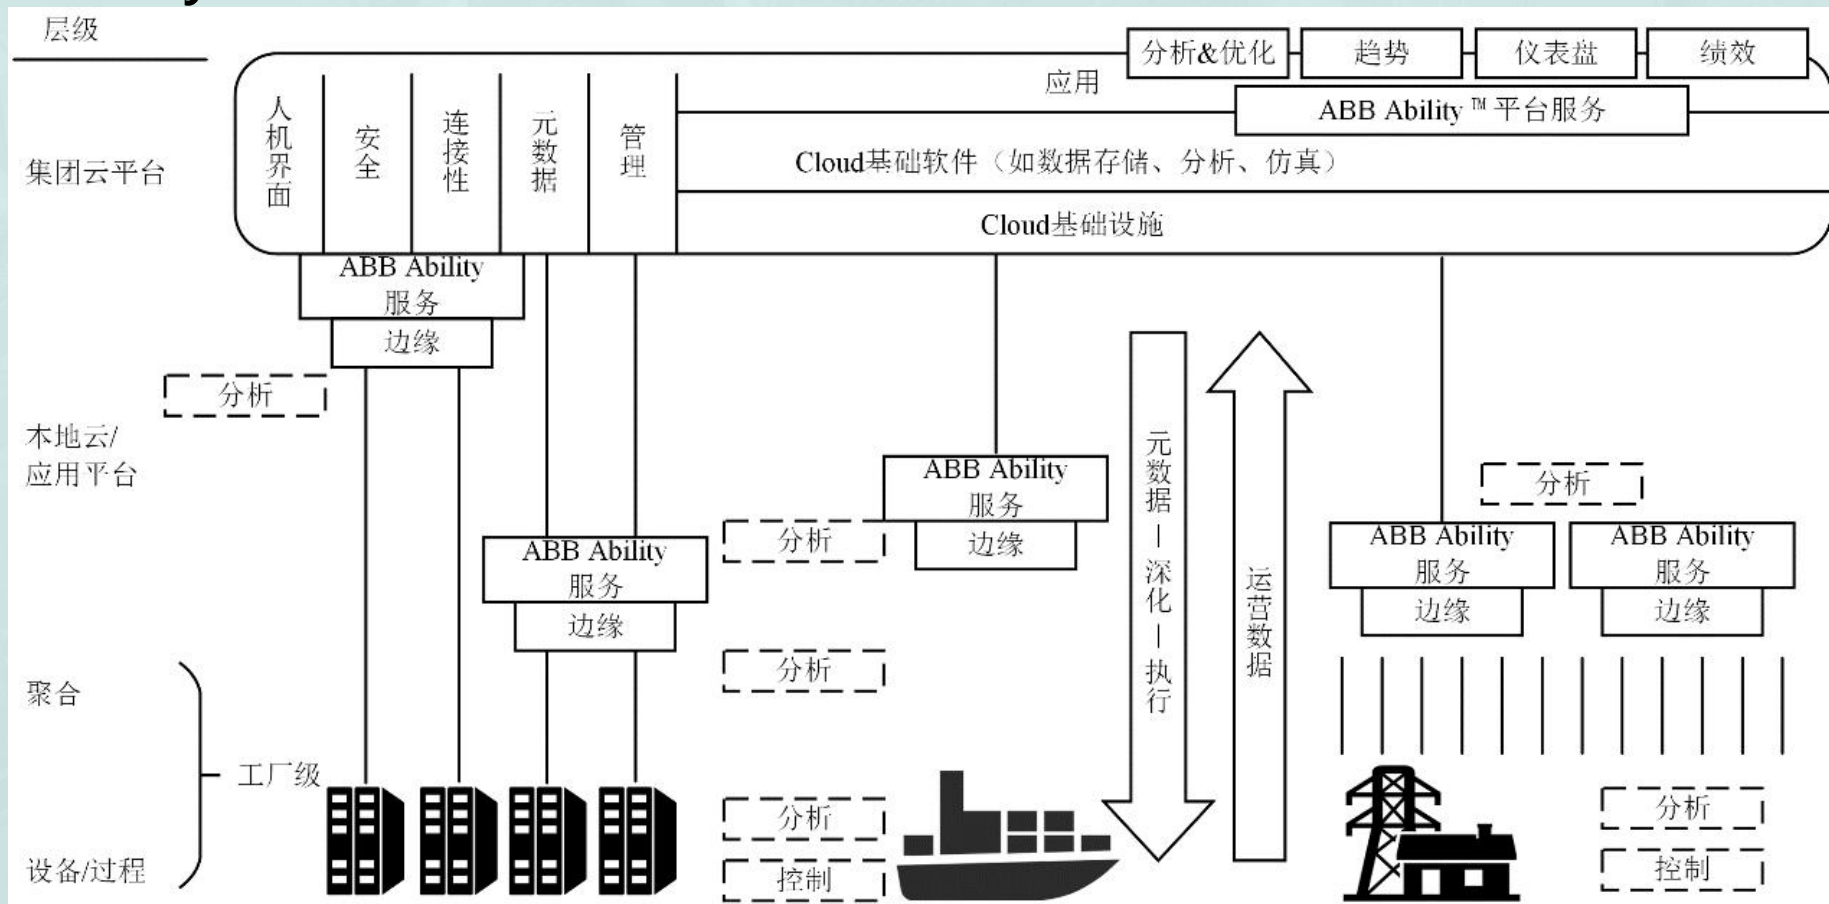 层级
分析&优化
趋势
仪表盘
绩效
应用
ABB Ability™平台服务
人机界面
安全
连接性
元数据
管理
集团云平台
Cloud基础软件（如数据存储、分析、仿真）
Cloud基础设施
ABB Ability
服务
边缘
分析
本地云/
应用平台
ABB Ability
服务
边缘
分析
ABB Ability
服务
边缘
分析
元数据—深化—执行
运营数据
分析
ABB Ability
服务
边缘
ABB Ability
服务
边缘
聚合
分析
工厂级
设备/过程
分析
控制
分析
控制